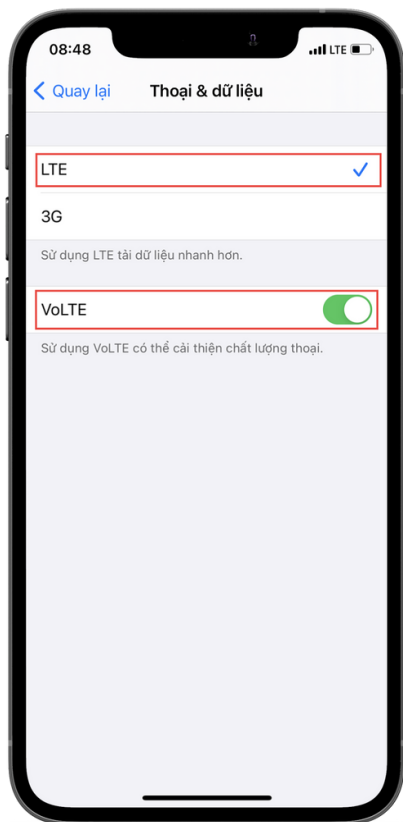 08:48
LTE
Quay lại
Thoại & dữ liệu
LTE
3G
Sử dụng LTE tải dữ liệu nhanh hơn.
VoLTE
Sử dụng VoLTE có thể cải thiện chất lượng thoại.